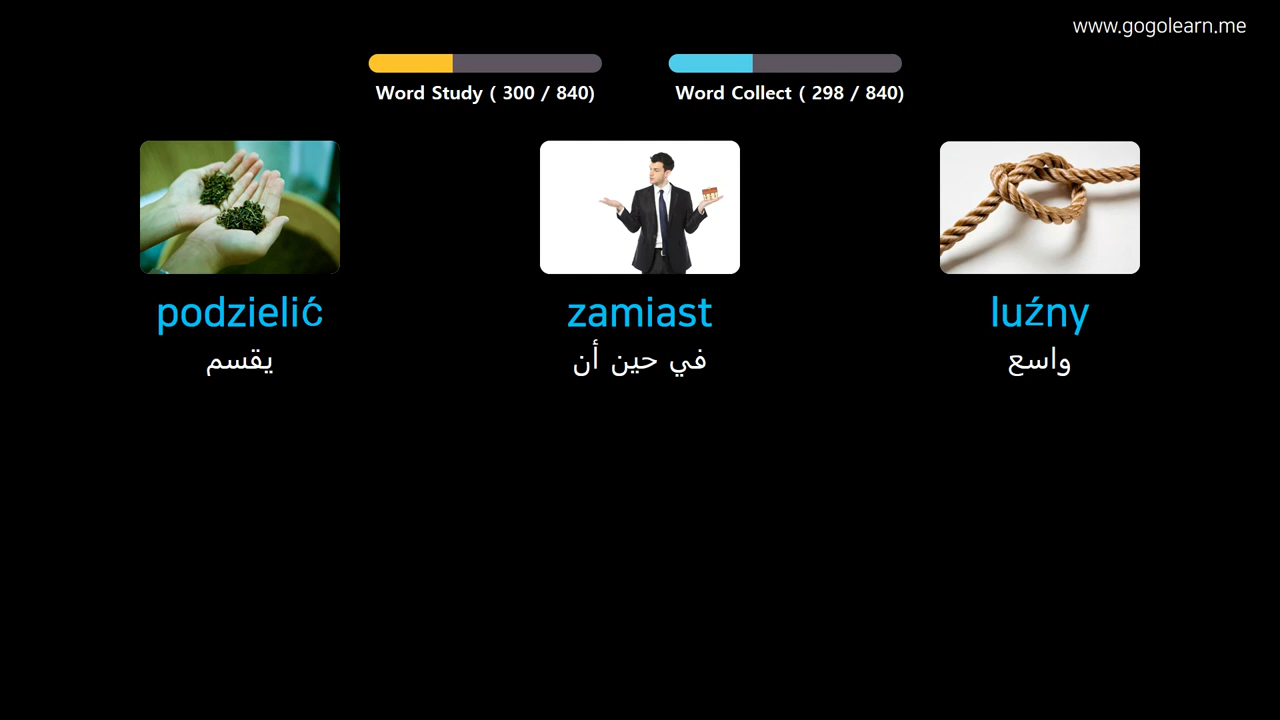 www.gogolearn.me
Word Study ( 300 / 840)
Word Collect ( 298 / 840)
podzielić
يقسم
zamiast
في حين أن
luźny
واسع